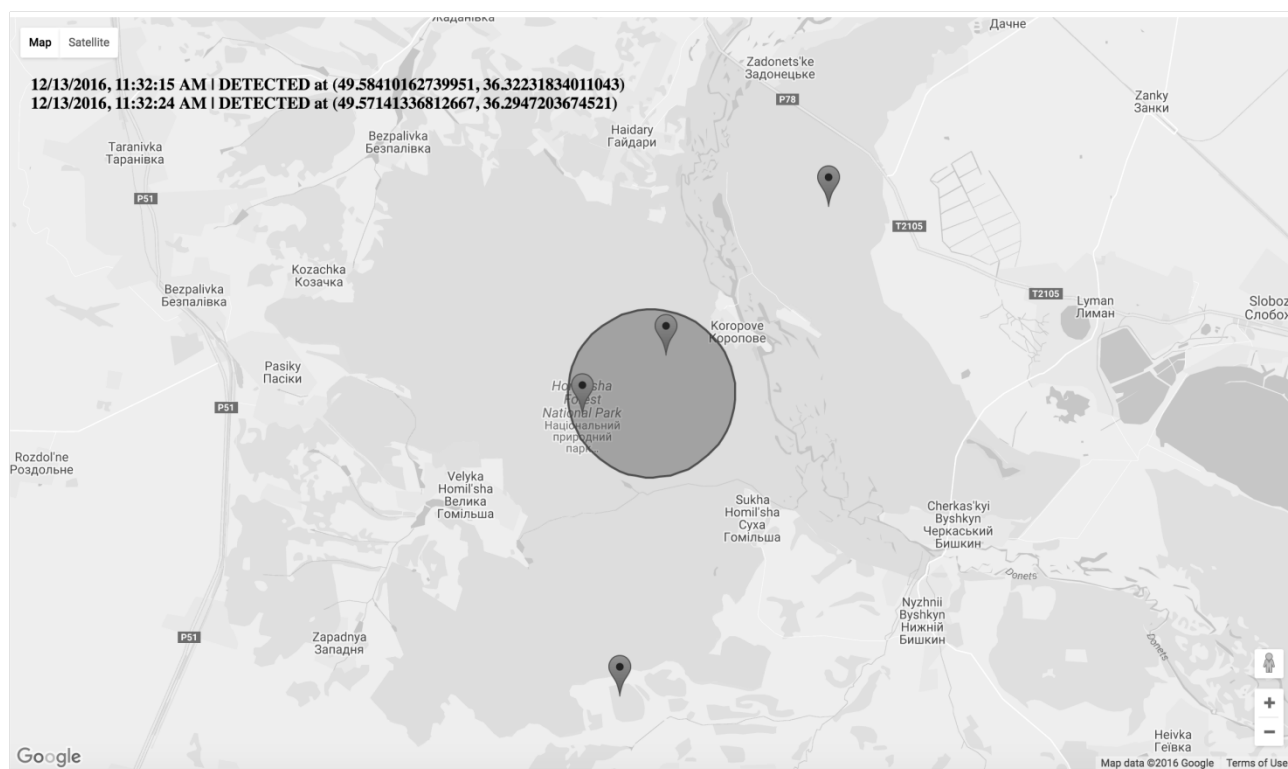 Жаданівка
Дачне
Map Satellite
Zadonets'ke
Задонецьке
12/13/2016, 11:32:15 AM | DETECTED at (49.58410162739951, 36.32231834011043)
12/13/2016, 11:32:24 AM | DETECTED at (49.57141336812667, 36.2947203674521)
P78
Zanky
Занки
Haidary
Гайдари
Bezpalivka
Безпалівка
Taranivka
Таранівка
P51
T2105
Kozachka
Козачка
Bezpalivka
Безпалівка
T2105
Lyman
Лиман
Sloboz
Слобож
Koropove
Коропове
Pasiky
Пасіки
P51
Forest
National Park
Національний
природний
парк...
Rozdol'ne
Роздольне
Velyka
Homil'sha
Велика
Гомільша
Sukha
Homil'sha
Суха
Гомільша
Cherkas'kyi
Byshkyn
Черкаський
Бишкин
Donets
Nyzhnii
Byshkyn
Нижній
Бишкин
P51
Zapadnya
Западня
Donets
+
−
Heivka
Геївка
Google
Map data ©2016 Google Terms of Use